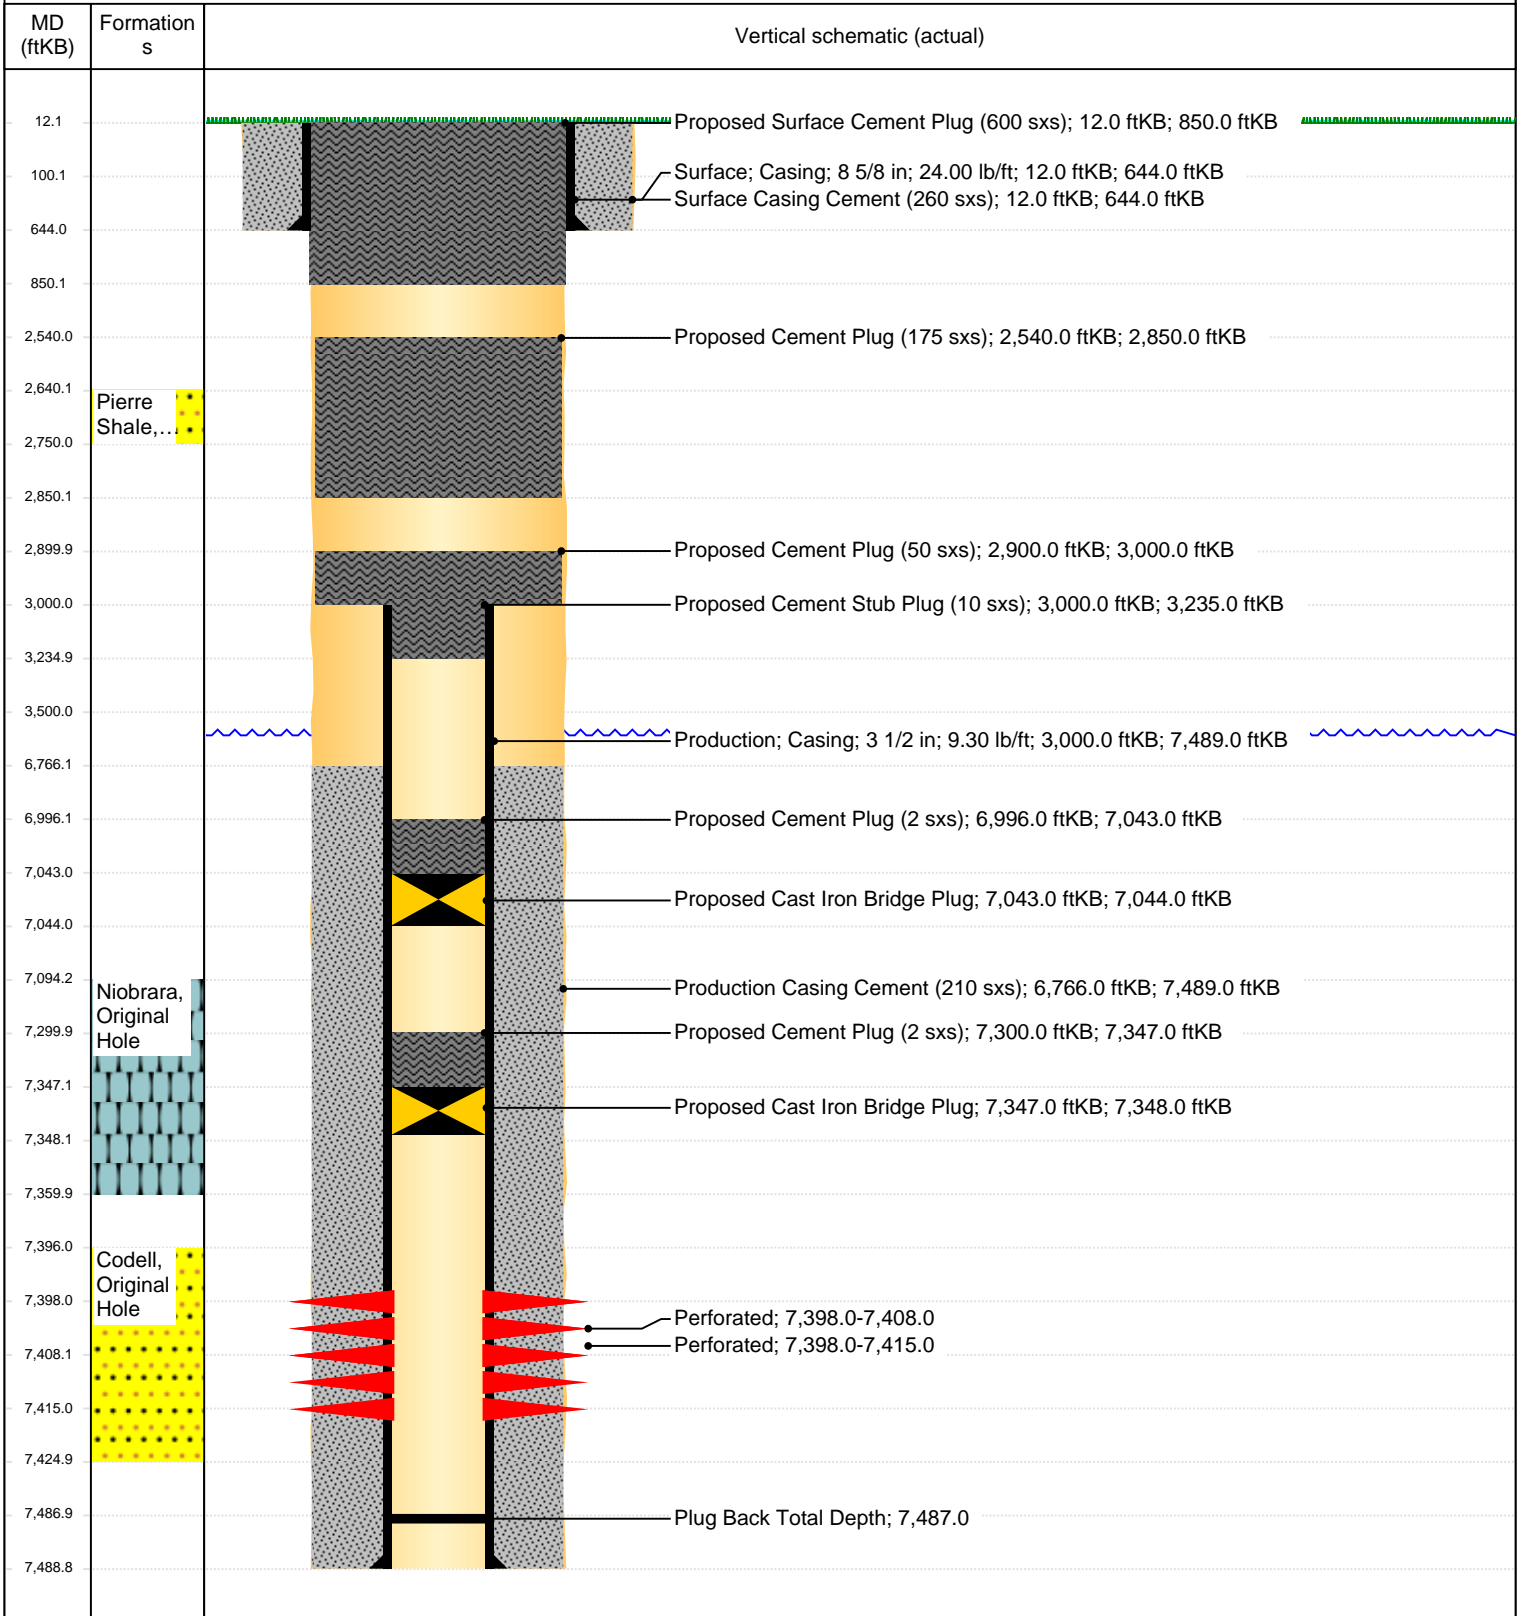 MD
(ftKB)
Formation
s
Vertical schematic (actual)
12.1
Proposed Surface Cement Plug (600 sxs); 12.0 ftKB; 850.0 ftKB
100.1
Surface; Casing; 8 5/8 in; 24.00 lb/ft; 12.0 ftKB; 644.0 ftKB
Surface Casing Cement (260 sxs); 12.0 ftKB; 644.0 ftKB
644.0
850.1
2,540.0
Proposed Cement Plug (175 sxs); 2,540.0 ftKB; 2,850.0 ftKB
2,640.1
Pierre
Shale,...
2,750.0
2,850.1
2,899.9
Proposed Cement Plug (50 sxs); 2,900.0 ftKB; 3,000.0 ftKB
3,000.0
Proposed Cement Stub Plug (10 sxs); 3,000.0 ftKB; 3,235.0 ftKB
3,234.9
3,500.0
Production; Casing; 3 1/2 in; 9.30 lb/ft; 3,000.0 ftKB; 7,489.0 ftKB
6,766.1
6,996.1
Proposed Cement Plug (2 sxs); 6,996.0 ftKB; 7,043.0 ftKB
7,043.0
Proposed Cast Iron Bridge Plug; 7,043.0 ftKB; 7,044.0 ftKB
7,044.0
7,094.2
Niobrara,
Original
Hole
Production Casing Cement (210 sxs); 6,766.0 ftKB; 7,489.0 ftKB
7,299.9
Proposed Cement Plug (2 sxs); 7,300.0 ftKB; 7,347.0 ftKB
7,347.1
Proposed Cast Iron Bridge Plug; 7,347.0 ftKB; 7,348.0 ftKB
7,348.1
7,359.9
7,396.0
Codell,
Original
Hole
7,398.0
Perforated; 7,398.0-7,408.0
Perforated; 7,398.0-7,415.0
7,408.1
7,415.0
7,424.9
7,486.9
Plug Back Total Depth; 7,487.0
7,488.8